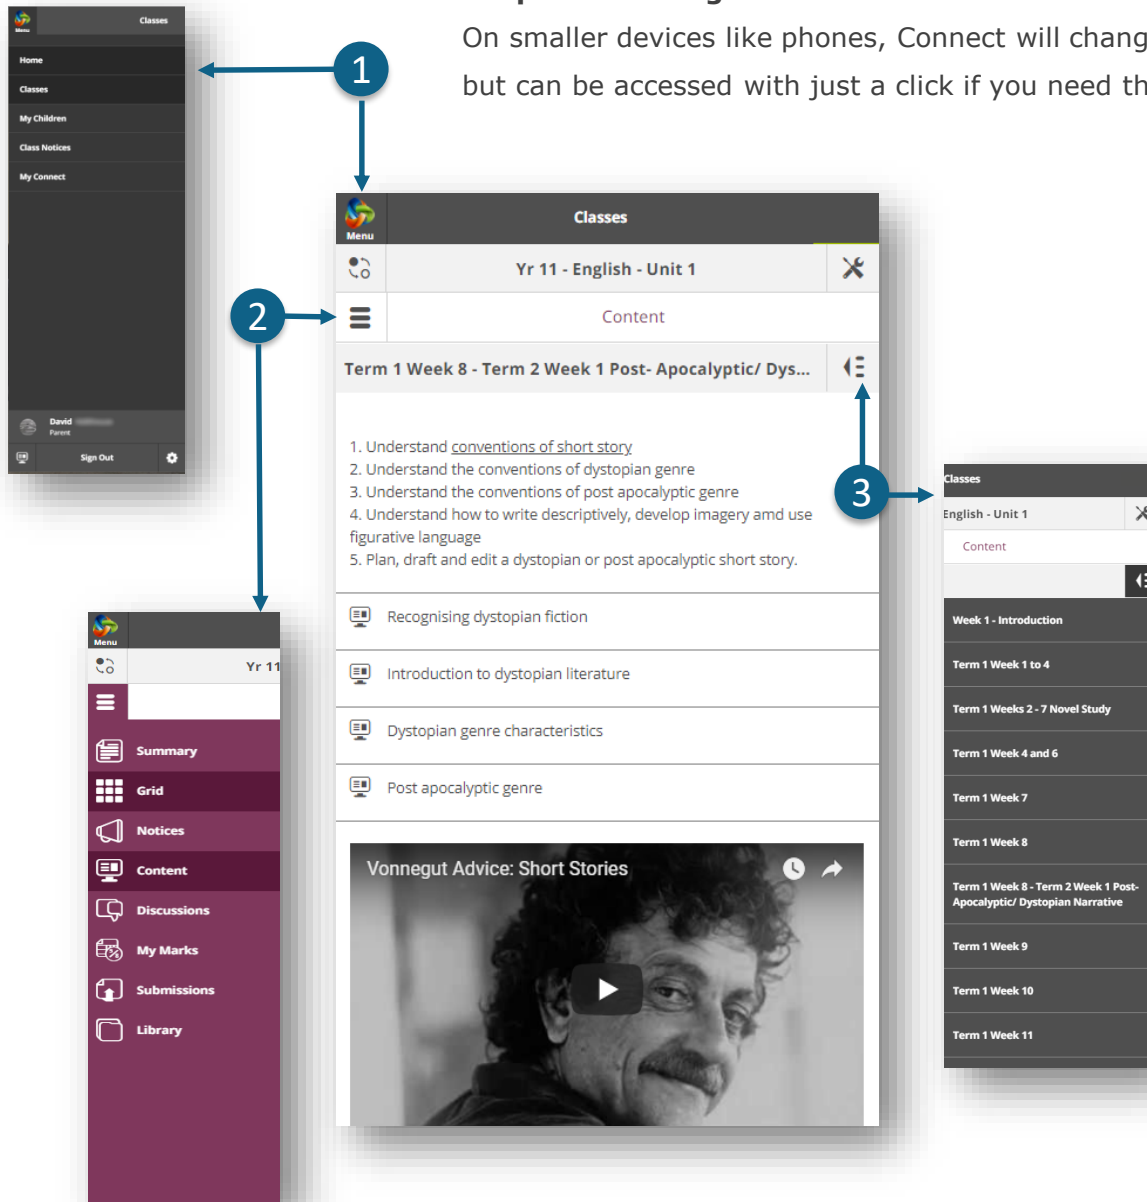 On smaller devices like phones, Connect will chang
but can be accessed with just a click if you need th
Menu
Classes
Home
Classes
My Children
Class Notices
My Connect
David
Parent
Sign Out
1
2
3
Menu
Classes
Yr 11 - English - Unit 1
Content
Term 1 Week 8 - Term 2 Week 1 Post- Apocalyptic/ Dys...
1. Understand conventions of short story
2. Understand the conventions of dystopian genre
3. Understand the conventions of post apocalyptic genre
4. Understand how to write descriptively, develop imagery amd use
figurative language
5. Plan, draft and edit a dystopian or post apocalyptic short story.
Recognising dystopian fiction
Introduction to dystopian literature
Dystopian genre characteristics
Post apocalyptic genre
Vonnegut Advice: Short Stories
Menu
Yr 11
Summary
Grid
Notices
Content
Discussions
My Marks
Submissions
Library
Classes
English - Unit 1
Content
Week 1 - Introduction
Term 1 Week 1 to 4
Term 1 Weeks 2 - 7 Novel Study
Term 1 Week 4 and 6
Term 1 Week 7
Term 1 Week 8
Term 1 Week 8 - Term 2 Week 1 Post-
Apocalyptic/ Dystopian Narrative
Term 1 Week 9
Term 1 Week 10
Term 1 Week 11